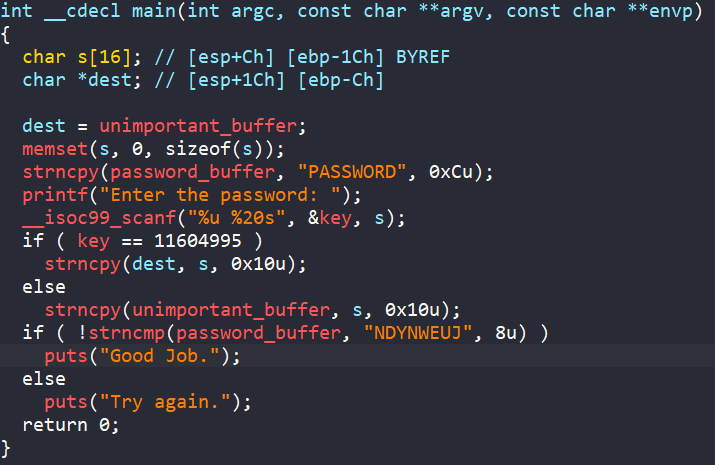 int __cdecl main(int argc, const char **argv, const char **envp)
{
  char s[16]; // [esp+Ch] [ebp-1Ch] BYREF
  char *dest; // [esp+1Ch] [ebp-Ch]

  dest = unimportant_buffer;
  memset(s, 0, sizeof(s));
  strncpy(password_buffer, "PASSWORD", 0xCu);
  printf("Enter the password: ");
  __isoc99_scanf("%u %20s", &key, s);
  if ( key == 11604995 )
    strncpy(dest, s, 0x10u);
  else
    strncpy(unimportant_buffer, s, 0x10u);
  if ( !strncmp(password_buffer, "NDYNWEUJ", 8u) )
    puts("Good Job.");
  else
    puts("Try again.");
  return 0;
}